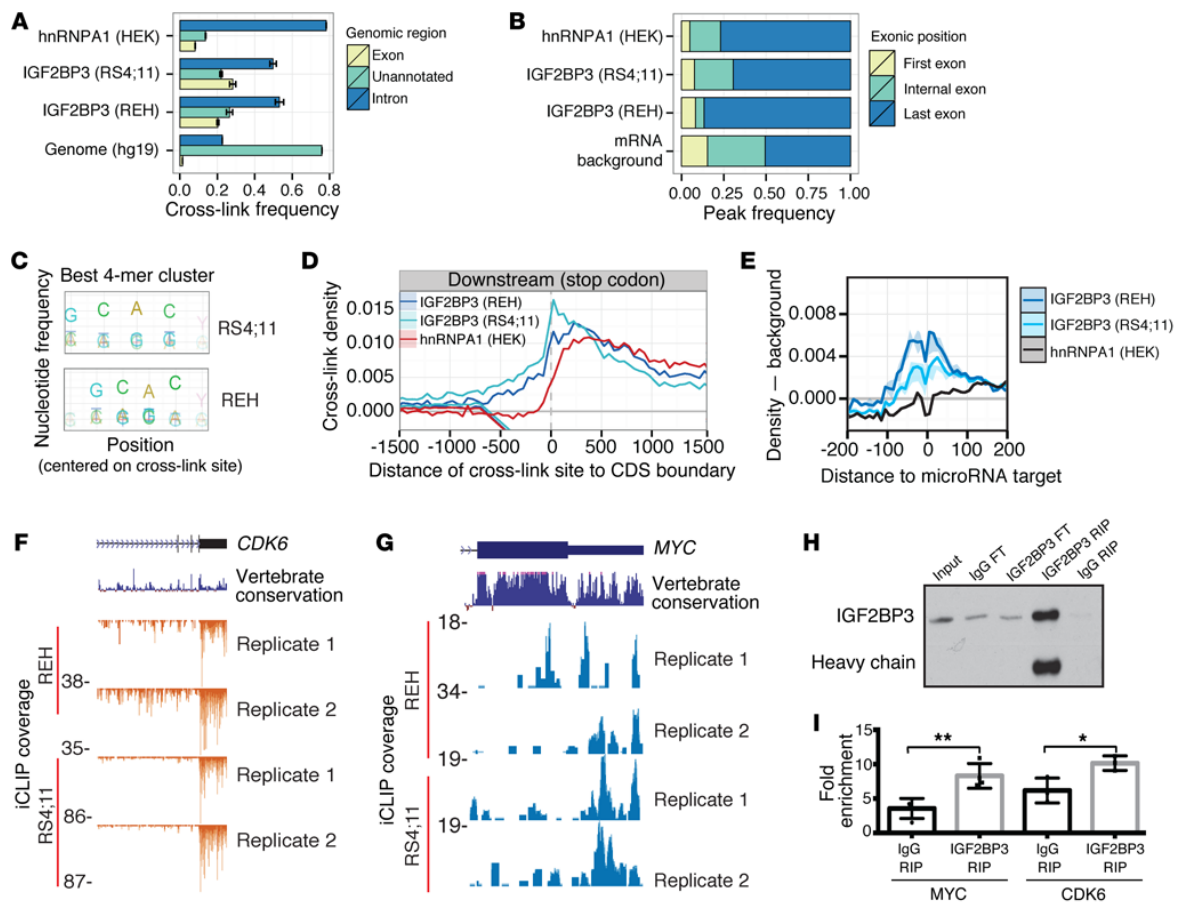 A
hnRNPA1 (HEK)
IGF2BP3 (RS4;11)
IGF2BP3 (REH)
Genome (hg19)
0.0 0.2 0.4 0.6 0.8
Cross-link frequency
Genomic region
Exon
Unannotated
Intron
B
hnRNPA1 (HEK)
IGF2BP3 (RS4;11)
IGF2BP3 (REH)
mRNA
background
0.00 0.25 0.50 0.75 1.00
Peak frequency
Exonic position
First exon
Internal exon
Last exon
C
Best 4-mer cluster
Nucleotide frequency
G C A C Y
RS4;11
G C A C Y
REH
Position
(centered on cross-link site)
D
Downstream (stop codon)
IGF2BP3 (REH)
IGF2BP3 (RS4;11)
hnRNPA1 (HEK)
Cross-link density
0.015
0.010
0.005
0.000
-1500 -1000 -500 0 500 1000 1500
Distance of cross-link site to CDS boundary
E
Density — background
0.008
0.004
0.000
-200 -100 0 100 200
Distance to microRNA target
IGF2BP3 (REH)
IGF2BP3 (RS4;11)
hnRNPA1 (HEK)
F
CDK6
Vertebrate
conservation
iCLIP coverage
REH
Replicate 1
38-
Replicate 2
35-
RS4;11
Replicate 1
86-
Replicate 2
87-
G
MYC
Vertebrate
conservation
iCLIP coverage
18-
REH
Replicate 1
34-
Replicate 2
19-
RS4;11
Replicate 1
19-
Replicate 2
H
Input
IgG FT
IGF2BP3 FT
IGF2BP3 RIP
IgG RIP
IGF2BP3
Heavy chain
I
Fold
enrichment
15
10
5
0
** *
IgG IGF2BP3 IgG IGF2BP3
RIP RIP RIP RIP
MYC CDK6